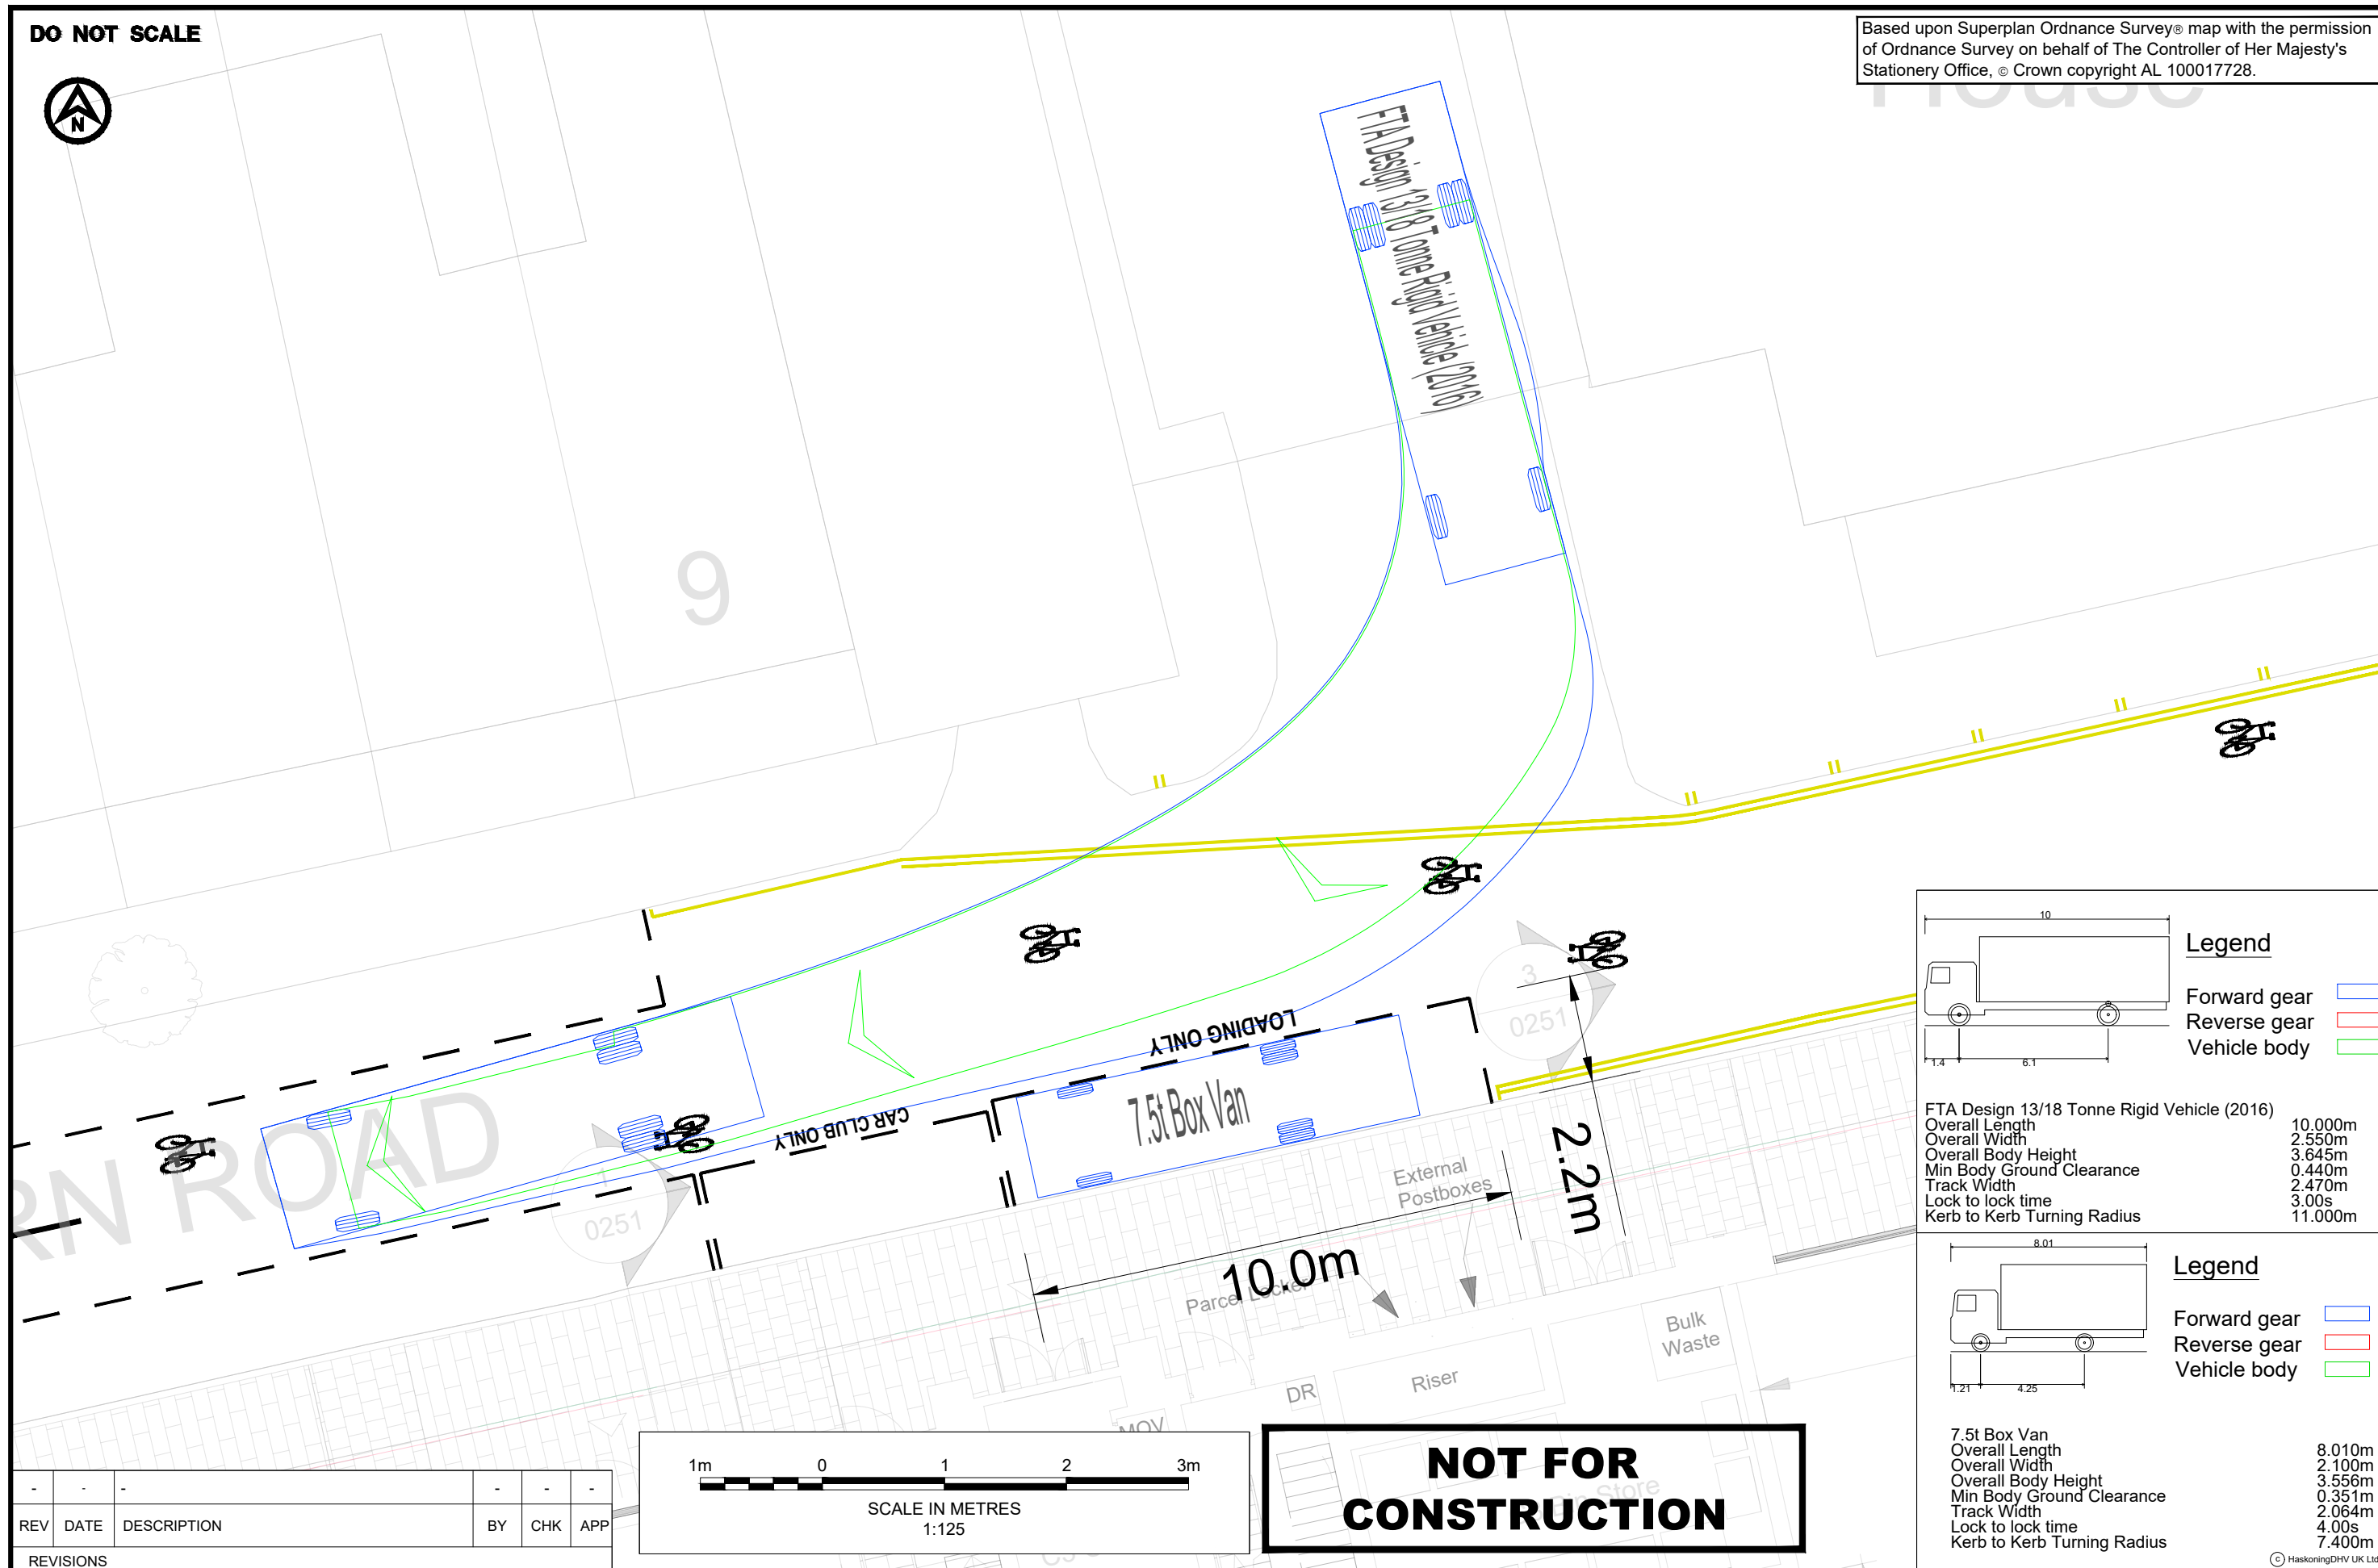 DO NOT SCALE
N
Based upon Superplan Ordnance Survey® map with the permission
of Ordnance Survey on behalf of The Controller of Her Majesty's
Stationery Office, © Crown copyright AL 100017728.
House
FTA Design 13/18 Tonne Rigid Vehicle (2016)
9
RN ROAD
LOADING ONLY
CAR CLUB ONLY
7.5t Box Van
3
0251
1
0251
2.2m
10.0m
External
Postboxes
Parcel Locker
Bulk
Waste
Riser
DR
MOV
Bin Store
10
1.4
6.1
Legend
Forward gear
Reverse gear
Vehicle body
FTA Design 13/18 Tonne Rigid Vehicle (2016)
Overall Length 10.000m
Overall Width 2.550m
Overall Body Height 3.645m
Min Body Ground Clearance 0.440m
Track Width 2.470m
Lock to lock time 3.00s
Kerb to Kerb Turning Radius 11.000m
8.01
1.21
4.25
Legend
Forward gear
Reverse gear
Vehicle body
7.5t Box Van
Overall Length 8.010m
Overall Width 2.100m
Overall Body Height 3.556m
Min Body Ground Clearance 0.351m
Track Width 2.064m
Lock to lock time 4.00s
Kerb to Kerb Turning Radius 7.400m
© HaskoningDHV UK Ltd
1m 0 1 2 3m
SCALE IN METRES
1:125
NOT FOR
CONSTRUCTION
- - - - - -
REV DATE DESCRIPTION BY CHK APP
REVISIONS